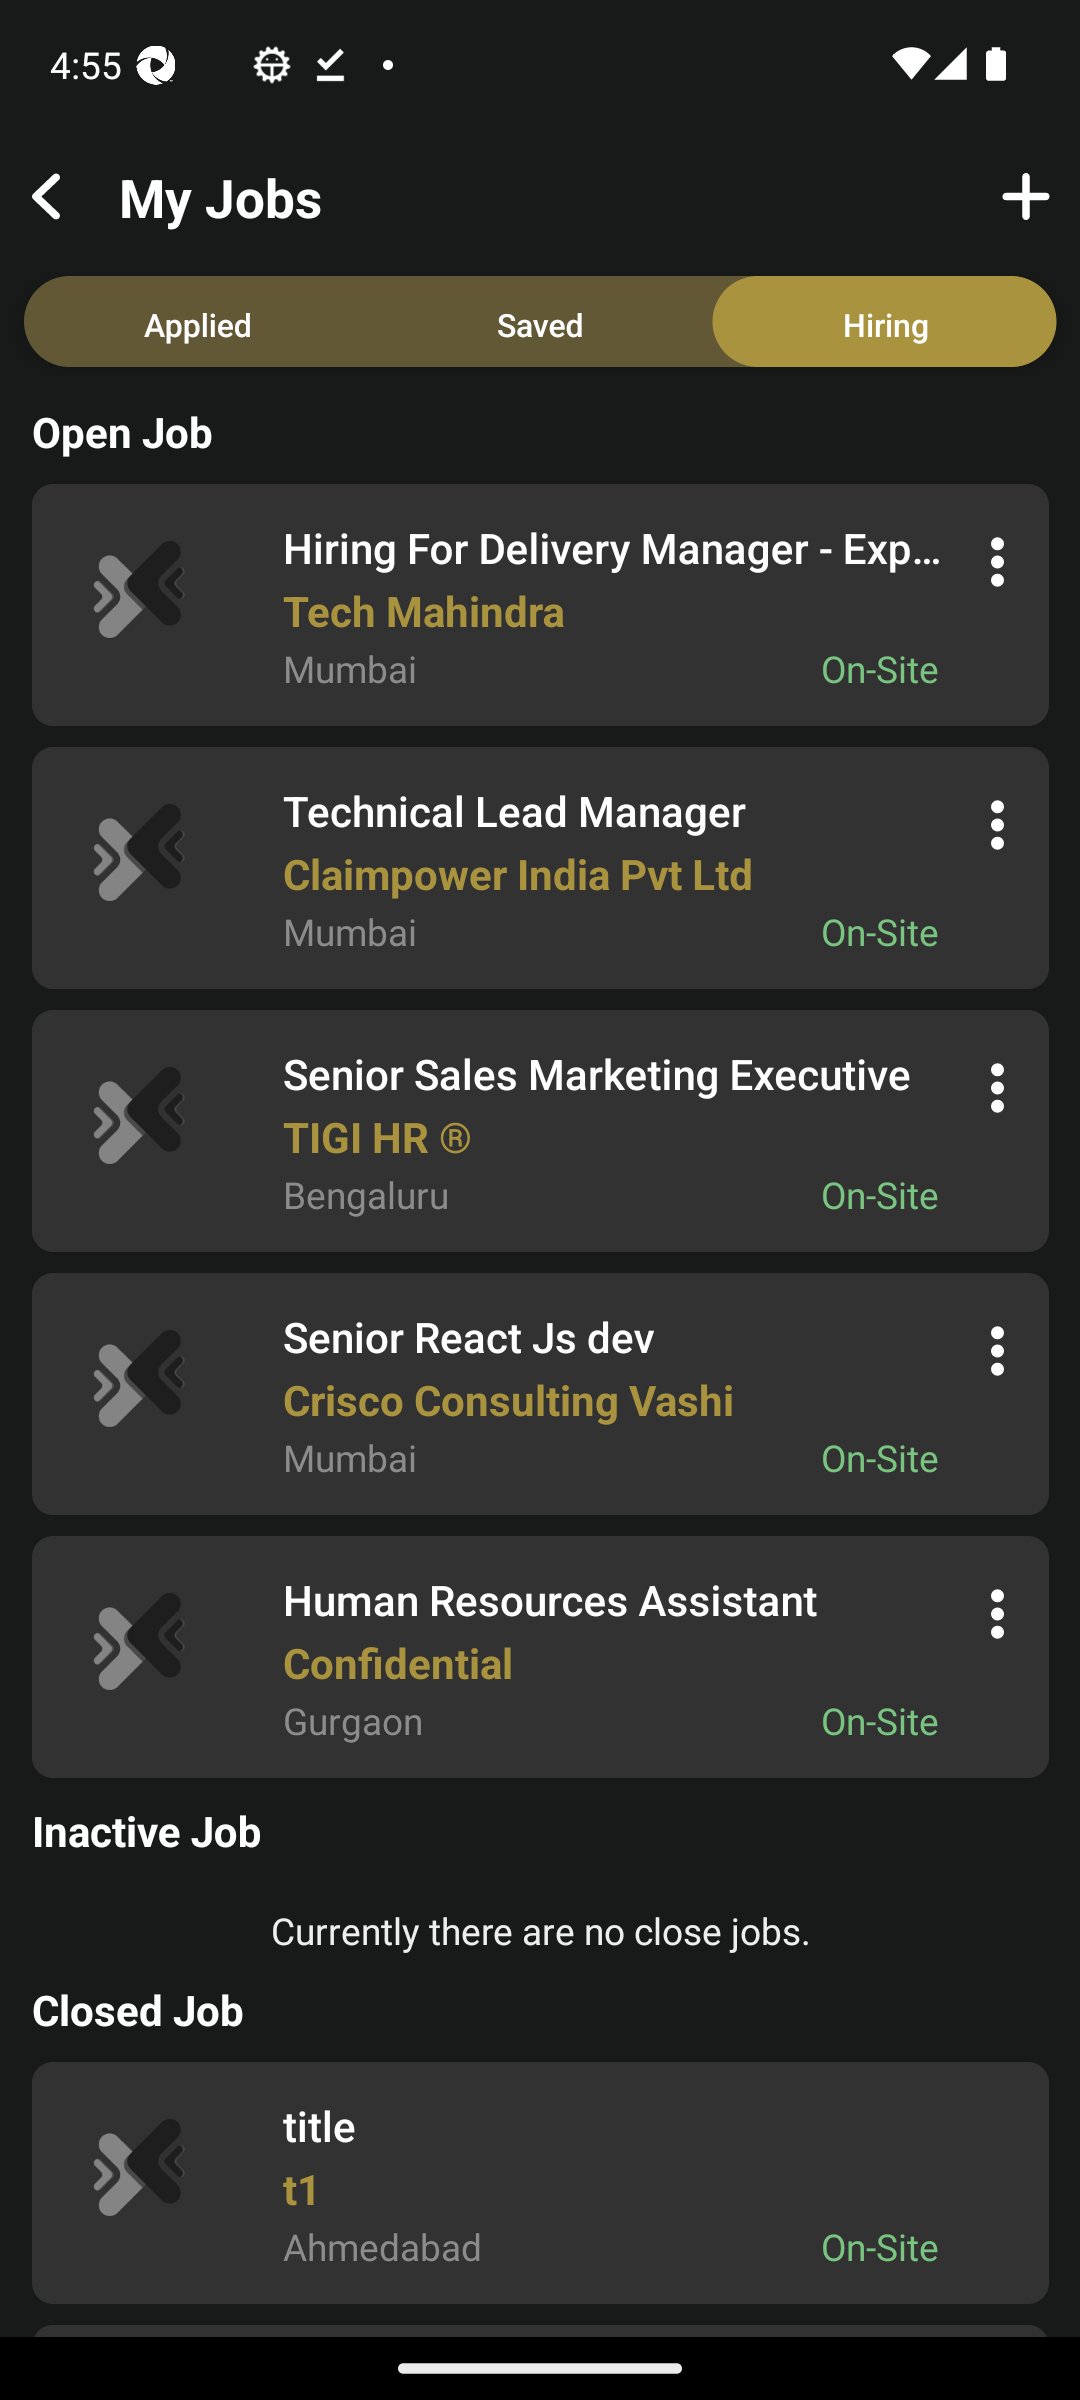 4:55
My Jobs
Applied Saved Hiring
Open Job
Hiring For Delivery Manager - Exp...
Tech Mahindra
Mumbai On-Site
Technical Lead Manager
Claimpower India Pvt Ltd
Mumbai On-Site
Senior Sales Marketing Executive
TIGI HR ®
Bengaluru On-Site
Senior React Js dev
Crisco Consulting Vashi
Mumbai On-Site
Human Resources Assistant
Confidential
Gurgaon On-Site
Inactive Job
Currently there are no close jobs.
Closed Job
title
t1
Ahmedabad On-Site